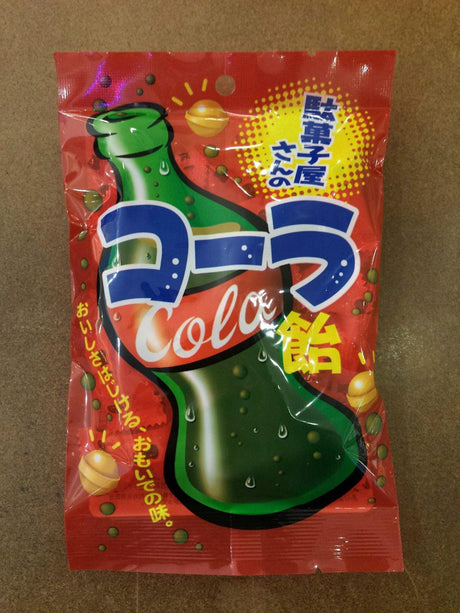 駄菓子屋
さんの
コーラ
Cola
飴
おいしさはじける、おもいでの味。